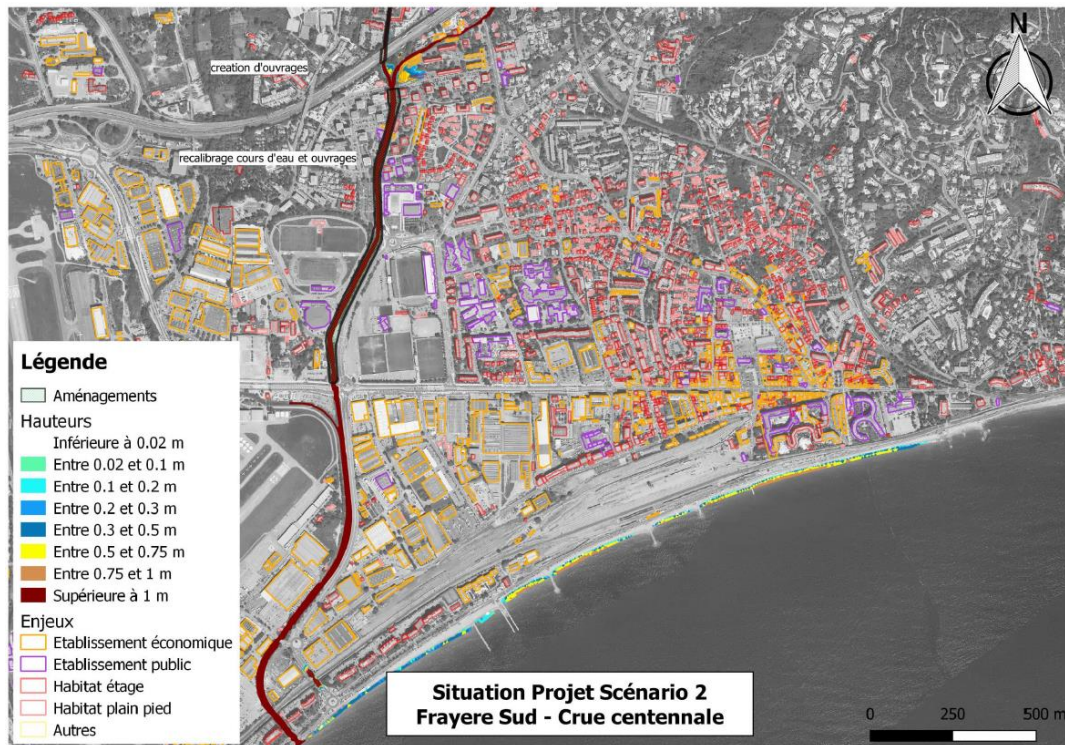 N
creation d'ouvrages
recalibrage cours d'eau et ouvrages
Légende
Aménagements
Hauteurs
Inférieure à 0.02 m
Entre 0.02 et 0.1 m
Entre 0.1 et 0.2 m
Entre 0.2 et 0.3 m
Entre 0.3 et 0.5 m
Entre 0.5 et 0.75 m
Entre 0.75 et 1 m
Supérieure à 1 m
Enjeux
Etablissement économique
Etablissement public
Habitat étage
Habitat plain pied
Autres
Situation Projet Scénario 2
Frayere Sud - Crue centennale
0 250 500 m